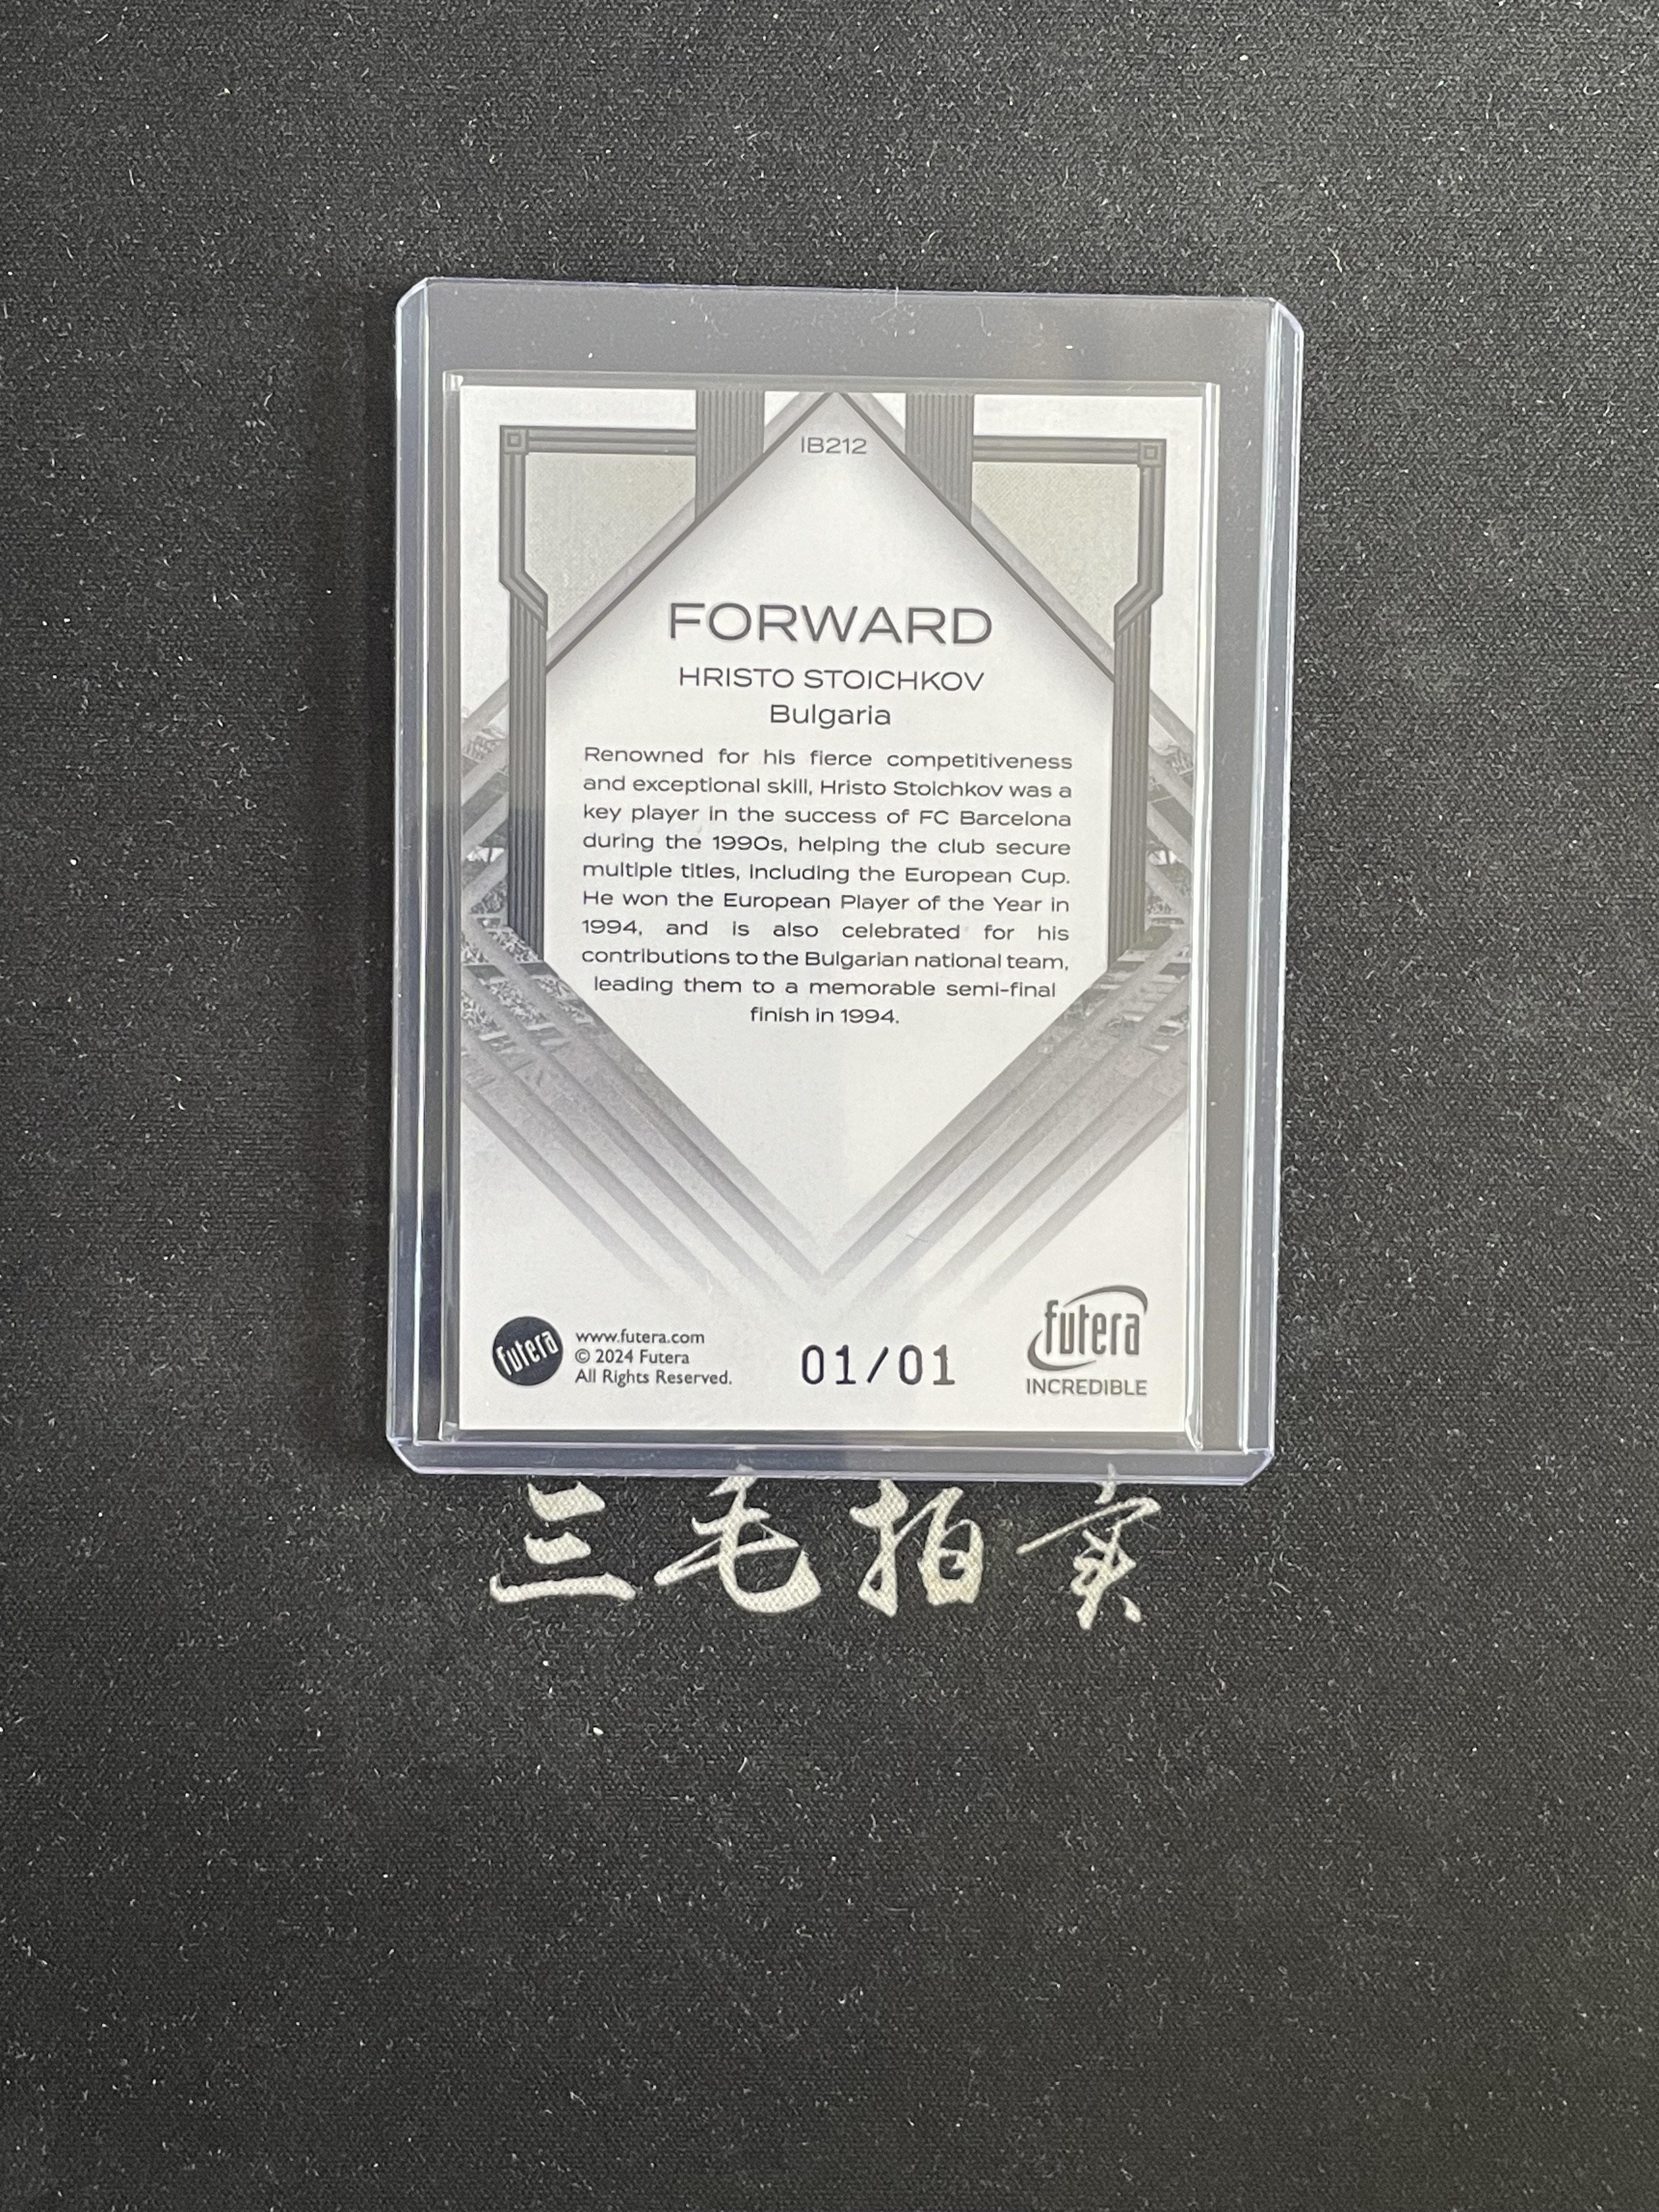 IB212
FORWARD
HRISTO STOICHKOV
Bulgaria
Renowned for his fierce competitiveness
and exceptional skill, Hristo Stoichkov was a
key player in the success of FC Barcelona
during the 1990s, helping the club secure
multiple titles, including the European Cup.
He won the European Player of the Year in
1994, and is also celebrated for his
contributions to the Bulgarian national team,
leading them to a memorable semi-final
finish in 1994.
futera
www.futera.com
© 2024 Futera
All Rights Reserved.
01/01
futera
INCREDIBLE
三毛拍卖